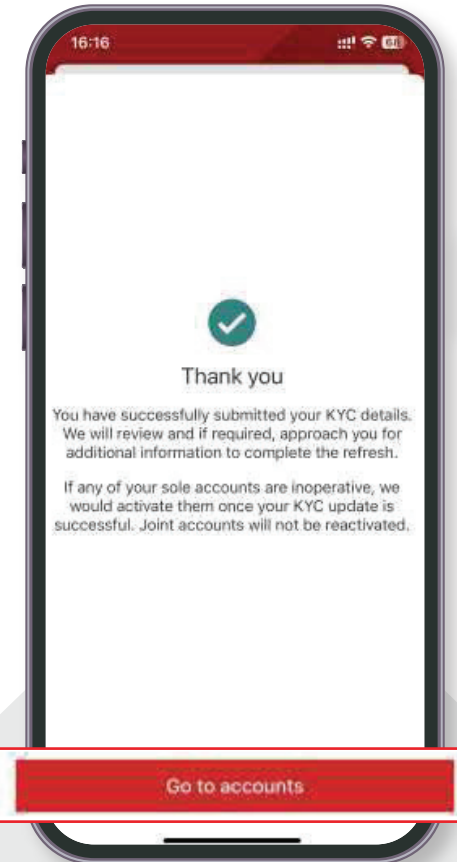 16:16
Thank you
You have successfully submitted your KYC details.
We will review and if required, approach you for
additional information to complete the refresh.
If any of your sole accounts are inoperative, we
would activate them once your KYC update is
successful. Joint accounts will not be reactivated.
Go to accounts